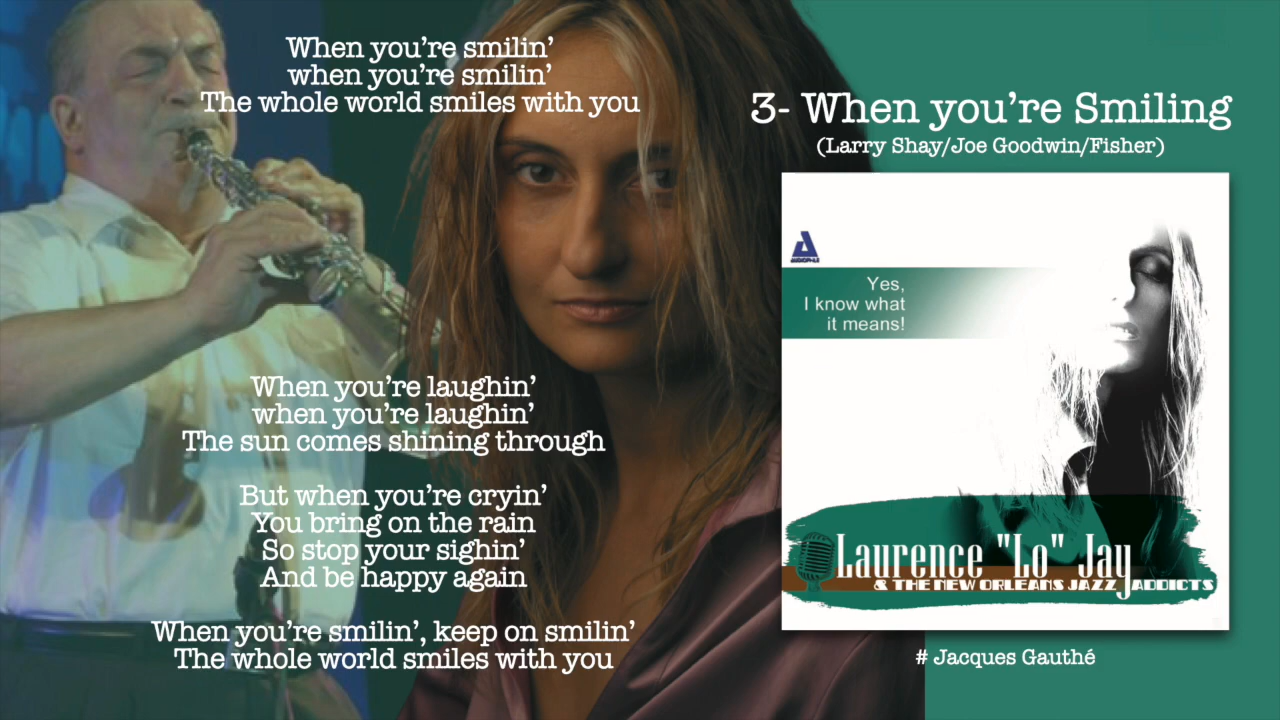 When you're smilin'
when you're smilin'
The whole world smiles with you
When you're laughin'
when you're laughin'
The sun comes shining through
But when you're cryin'
You bring on the rain
So stop your sighin'
And be happy again
When you're smilin', keep on smilin'
The whole world smiles with you
3- When you're Smiling
(Larry Shay/Joe Goodwin/Fisher)
AUDIOPHILE
Yes,
I know what
it means!
Laurence "Lo" Jay
& THE NEW ORLEANS JAZZ ADDICTS
# Jacques Gauthé